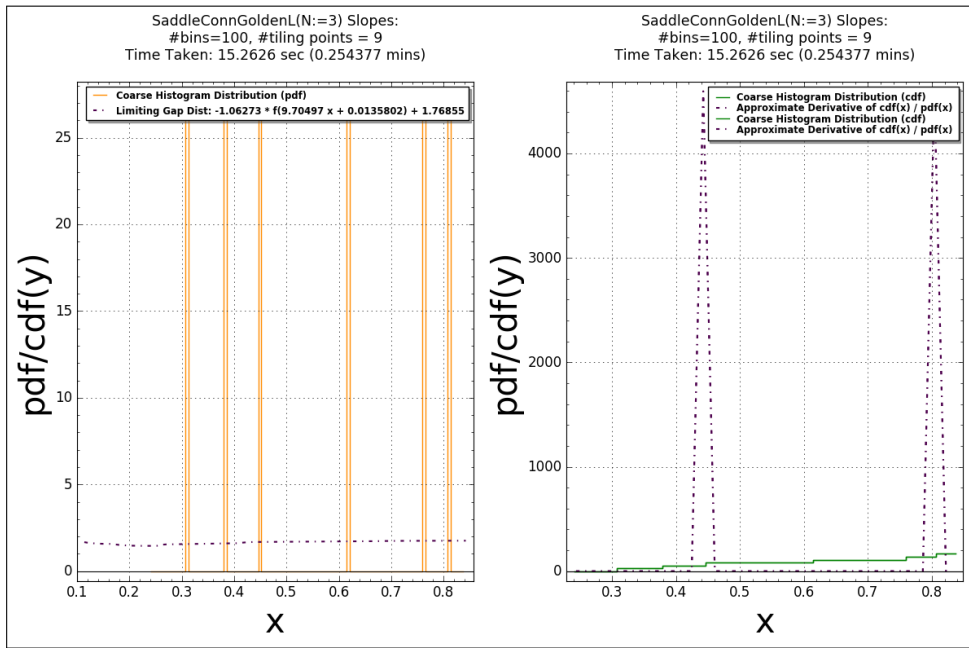 SaddleConnGoldenL(N:=3) Slopes:
#bins=100, #tiling points = 9
Time Taken: 15.2626 sec (0.254377 mins)
Coarse Histogram Distribution (pdf)
Limiting Gap Dist: -1.06273 * f(9.70497 x + 0.0135802) + 1.76855
25
20
15
10
5
0
0.1 0.2 0.3 0.4 0.5 0.6 0.7 0.8
pdf/cdf(y)
x
SaddleConnGoldenL(N:=3) Slopes:
#bins=100, #tiling points = 9
Time Taken: 15.2626 sec (0.254377 mins)
Coarse Histogram Distribution (cdf)
Approximate Derivative of cdf(x) / pdf(x)
Coarse Histogram Distribution (cdf)
Approximate Derivative of cdf(x) / pdf(x)
4000
3000
2000
1000
0
0.3 0.4 0.5 0.6 0.7 0.8
pdf/cdf(y)
x